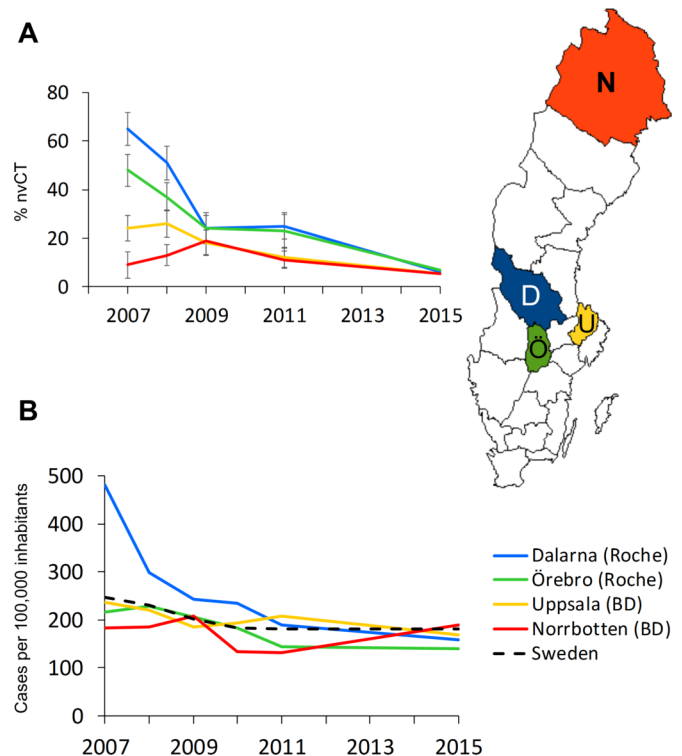 A
80
60
40
20
0
% nvCT
2007 2009 2011 2013 2015
N
D
U
Ö
B
500
400
300
200
100
0
Cases per 100,000 inhabitants
2007 2009 2011 2013 2015
Dalarna (Roche)
Örebro (Roche)
Uppsala (BD)
Norrbotten (BD)
Sweden